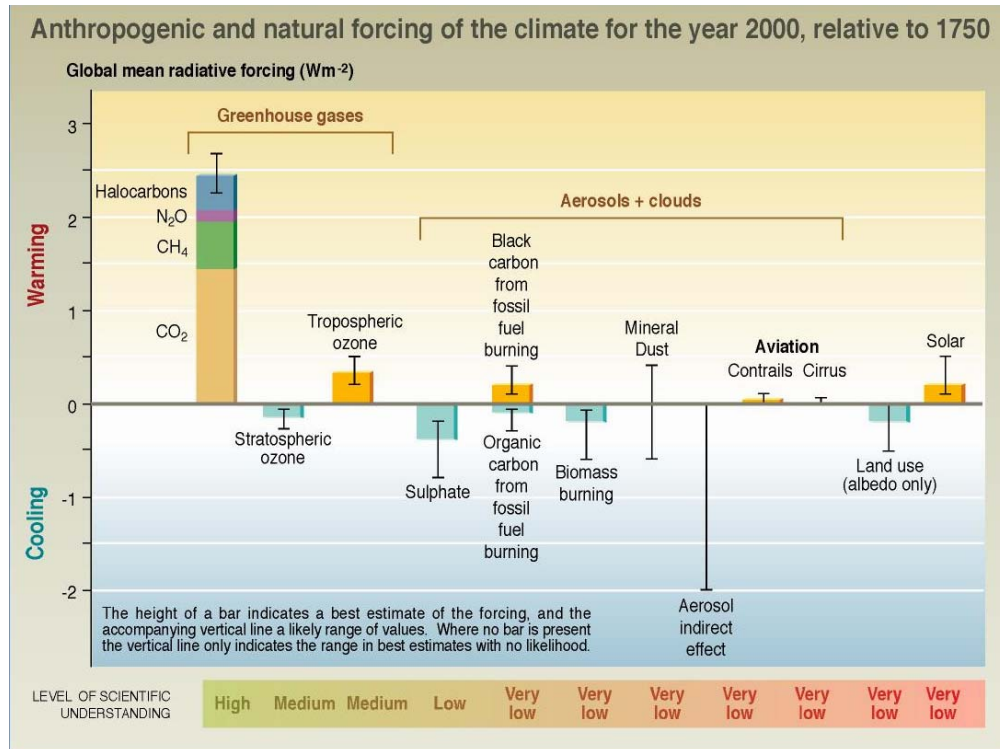 Anthropogenic and natural forcing of the climate for the year 2000, relative to 1750
Global mean radiative forcing (Wm-2)
Greenhouse gases
3
Halocarbons
N2O
2
CH4
Aerosols + clouds
Black
carbon
from
fossil
fuel
burning
Warming
1
CO2
Tropospheric
ozone
Mineral
Dust
Aviation
Contrails Cirrus
Solar
0
Stratospheric
ozone
Sulphate
Organic
carbon
from
fossil
fuel
burning
Biomass
burning
Land use
(albedo only)
Cooling
-1
-2
Aerosol
indirect
effect
The height of a bar indicates a best estimate of the forcing, and the
accompanying vertical line a likely range of values. Where no bar is present
the vertical line only indicates the range in best estimates with no likelihood.
LEVEL OF SCIENTIFIC
UNDERSTANDING
High
Medium
Medium
Low
Very
low
Very
low
Very
low
Very
low
Very
low
Very
low
Very
low